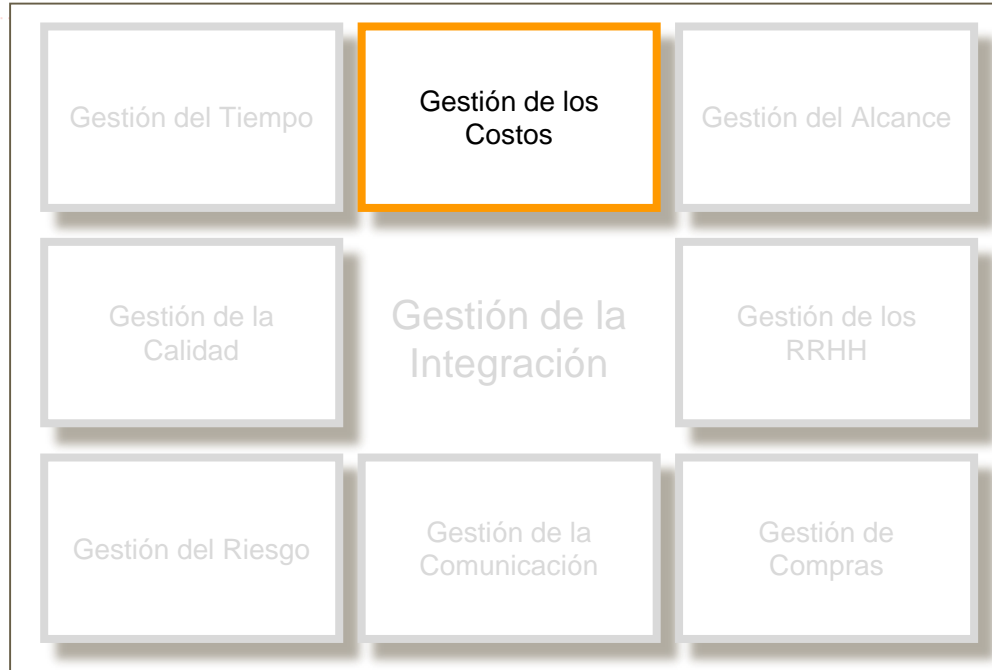 Gestión del Tiempo
Gestión de los
Costos
Gestión del Alcance
Gestión de la
Calidad
Gestión de la
Integración
Gestión de los
RRHH
Gestión del Riesgo
Gestión de la
Comunicación
Gestión de
Compras